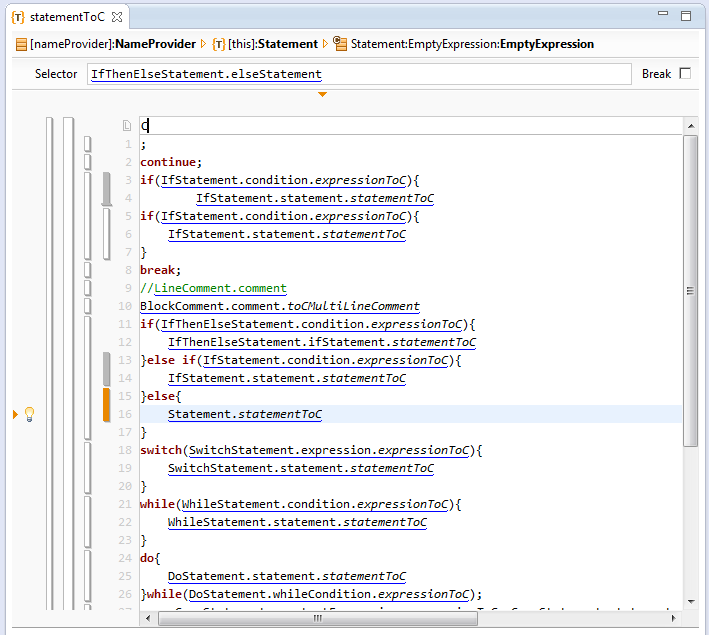 statementToC
[nameProvider]:NameProvider [this]:Statement Statement:EmptyExpression:EmptyExpression
Selector IfThenElseStatement.elseStatement Break
C
1 ;
2 continue;
3 if(IfStatement.condition.expressionToC){
4 IfStatement.statement.statementToC
5 if(IfStatement.condition.expressionToC){
6 IfStatement.statement.statementToC
7 }
8 break;
9 //LineComment.comment
10 BlockComment.comment.toCMultiLineComment
11 if(IfThenElseStatement.condition.expressionToC){
12 IfThenElseStatement.ifStatement.statementToC
13 }else if(IfStatement.condition.expressionToC){
14 IfStatement.statement.statementToC
15 }else{
16 Statement.statementToC
17 }
18 switch(SwitchStatement.expression.expressionToC){
19 SwitchStatement.statement.statementToC
20 }
21 while(WhileStatement.condition.expressionToC){
22 WhileStatement.statement.statementToC
23 }
24 do{
25 DoStatement.statement.statementToC
26 }while(DoStatement.whileCondition.expressionToC);